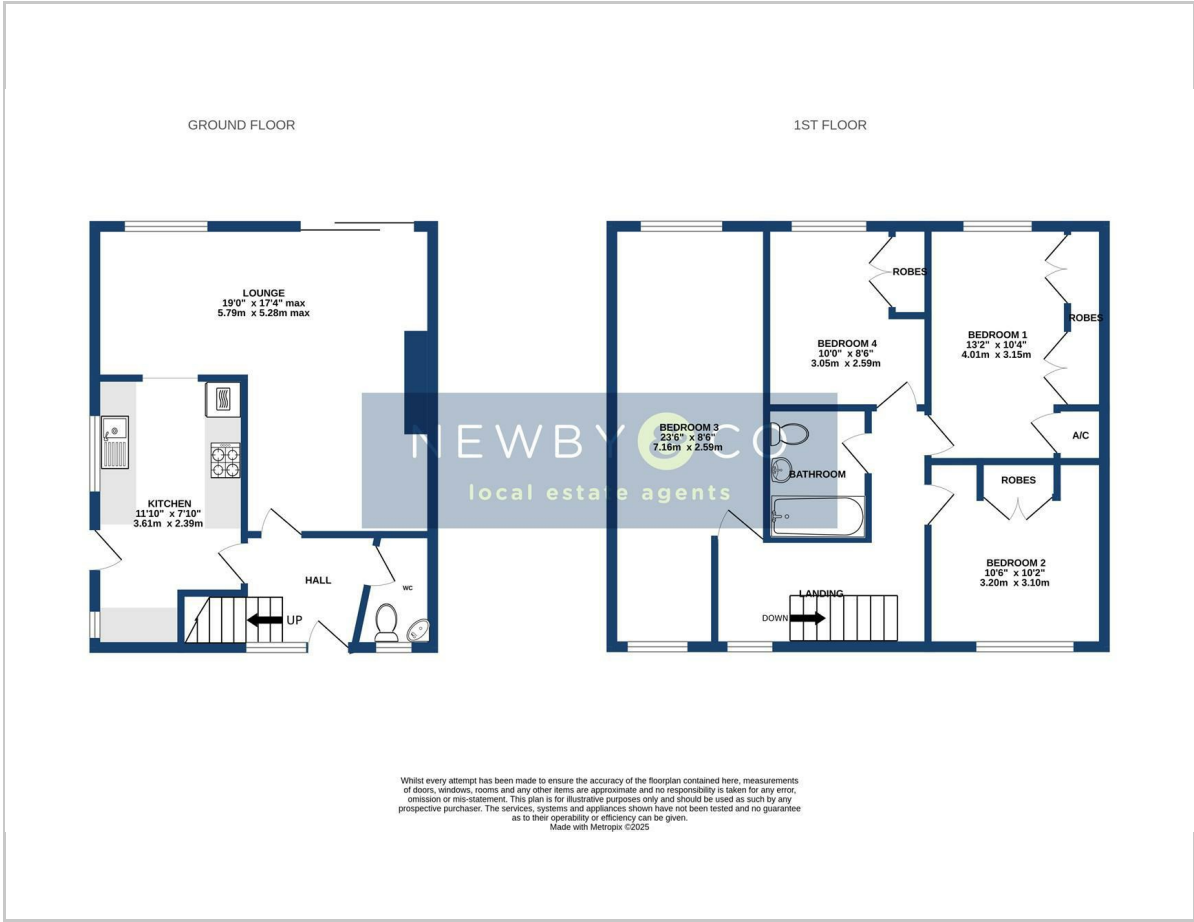 GROUND FLOOR
1ST FLOOR
LOUNGE
19'0" x 17'4" max
5.79m x 5.28m max
KITCHEN
11'10" x 7'10"
3.61m x 2.39m
HALL
WC
UP
BEDROOM 3
23'6" x 8'6"
7.16m x 2.59m
BEDROOM 4
10'0" x 8'6"
3.05m x 2.59m
ROBES
BEDROOM 1
13'2" x 10'4"
4.01m x 3.15m
ROBES
A/C
BATHROOM
ROBES
BEDROOM 2
10'6" x 10'2"
3.20m x 3.10m
LANDING
DOWN
NEWBY & CO
local estate agents
Whilst every attempt has been made to ensure the accuracy of the floorplan contained here, measurements
of doors, windows, rooms and any other items are approximate and no responsibility is taken for any error,
omission or mis-statement. This plan is for illustrative purposes only and should be used as such by any
prospective purchaser. The services, systems and appliances shown have not been tested and no guarantee
as to their operability or efficiency can be given.
Made with Metropix ©2025